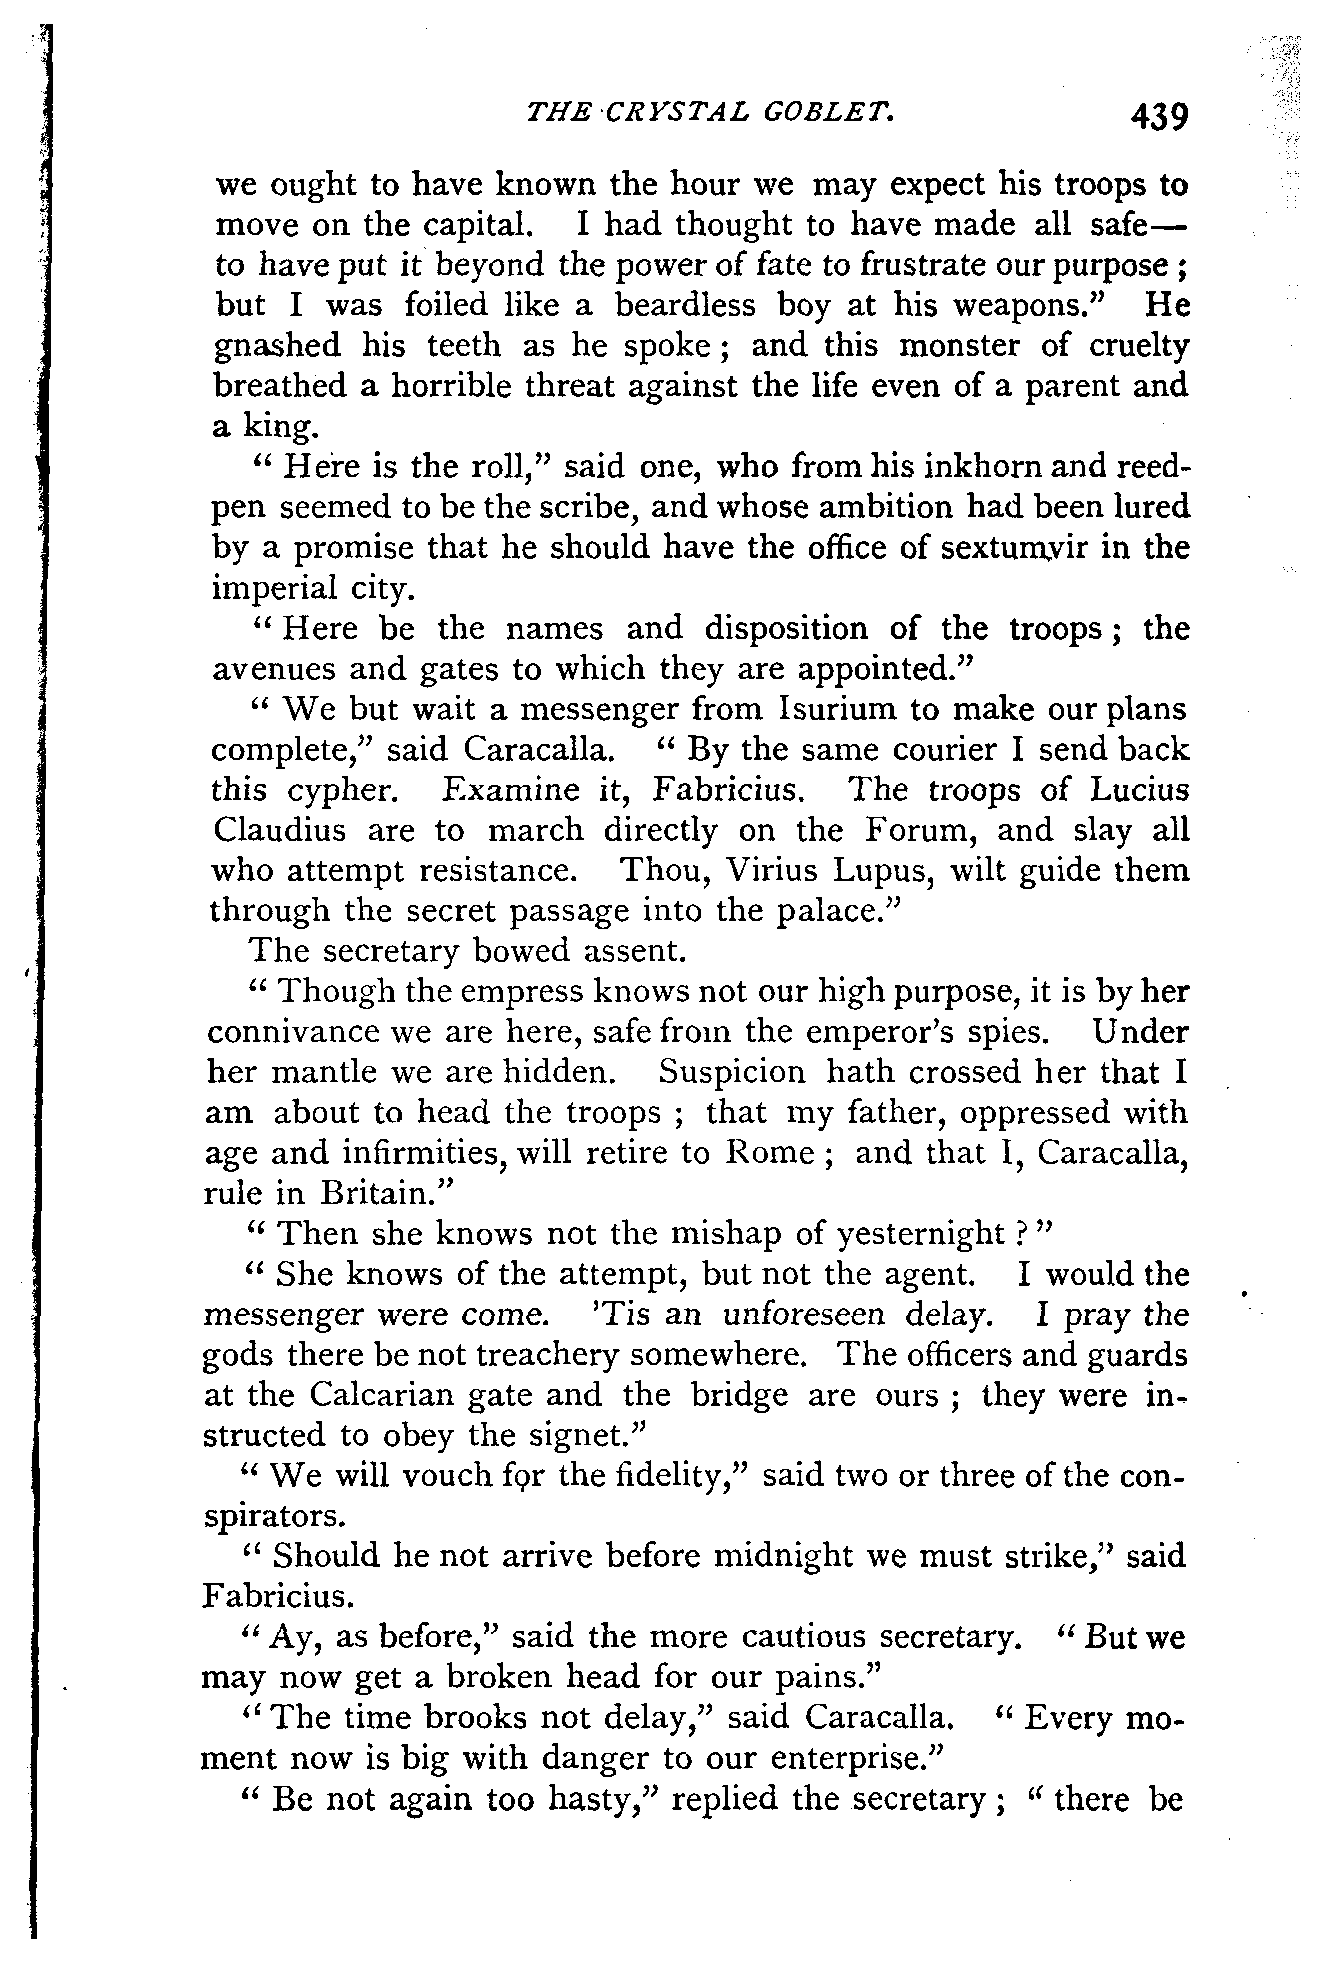 THE CRYSTAL GOBLET. 439
we ought to have known the hour we may expect his troops to
move on the capital. I had thought to have made all safe—
to have put it beyond the power of fate to frustrate our purpose ;
but I was foiled like a beardless boy at his weapons.” He
gnashed his teeth as he spoke ; and this monster of cruelty
breathed a horrible threat against the life even of a parent and
a king.
“ Here is the roll,” said one, who from his inkhorn and reed-
pen seemed to be the scribe, and whose ambition had been lured
by a promise that he should have the office of sextumvir in the
imperial city.
“ Here be the names and disposition of the troops ; the
avenues and gates to which they are appointed.”
“ We but wait a messenger from Isurium to make our plans
complete,” said Caracalla. “ By the same courier I send back
this cypher. Examine it, Fabricius. The troops of Lucius
Claudius are to march directly on the Forum, and slay all
who attempt resistance. Thou, Virius Lupus, wilt guide them
through the secret passage into the palace.”
The secretary bowed assent.
“ Though the empress knows not our high purpose, it is by her
connivance we are here, safe from the emperor’s spies. Under
her mantle we are hidden. Suspicion hath crossed her that I
am about to head the troops ; that my father, oppressed with
age and infirmities, will retire to Rome ; and that I, Caracalla,
rule in Britain.”
“ Then she knows not the mishap of yesternight ? ”
“ She knows of the attempt, but not the agent. I would the
messenger were come. ’Tis an unforeseen delay. I pray the
gods there be not treachery somewhere. The officers and guards
at the Calcarian gate and the bridge are ours ; they were in-
structed to obey the signet.”
“ We will vouch for the fidelity,” said two or three of the con-
spirators.
“ Should he not arrive before midnight we must strike,” said
Fabricius.
“ Ay, as before,” said the more cautious secretary. “ But we
may now get a broken head for our pains.”
“ The time brooks not delay,” said Caracalla. “ Every mo-
ment now is big with danger to our enterprise.”
“ Be not again too hasty,” replied the secretary ; “ there be